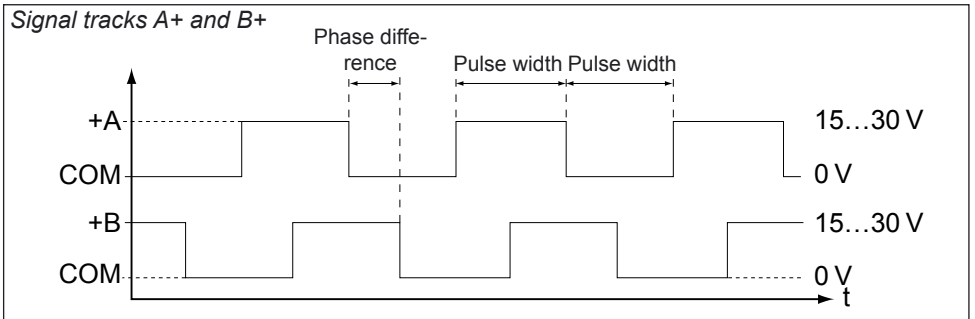 Signal tracks A+ and B+
Phase diffe-
rence
Pulse width Pulse width
+A
15…30 V
COM
0 V
+B
15…30 V
COM
0 V
t